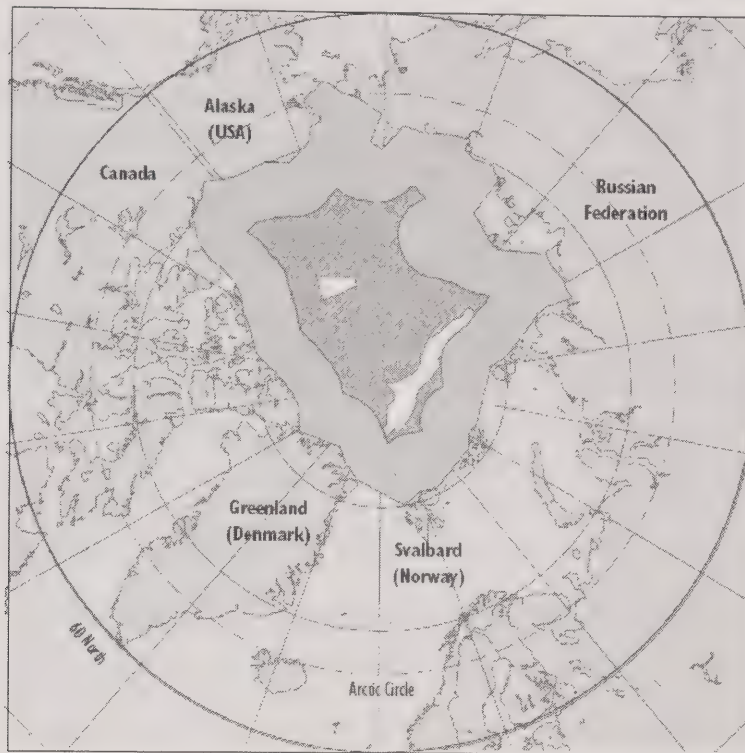 Alaska
(USA)
Canada
Russian
Federation
Greenland
(Denmark)
Svalbard
(Norway)
60 North
Arctic Circle